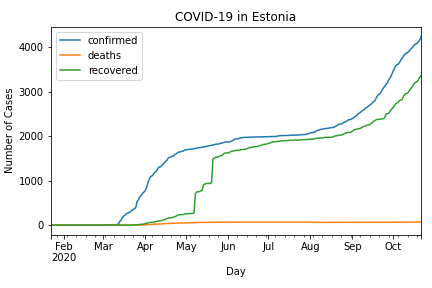 COVID-19 in Estonia
confirmed
deaths
recovered
4000
3000
2000
1000
0
Number of Cases
Feb Mar Apr May Jun Jul Aug Sep Oct
2020
Day